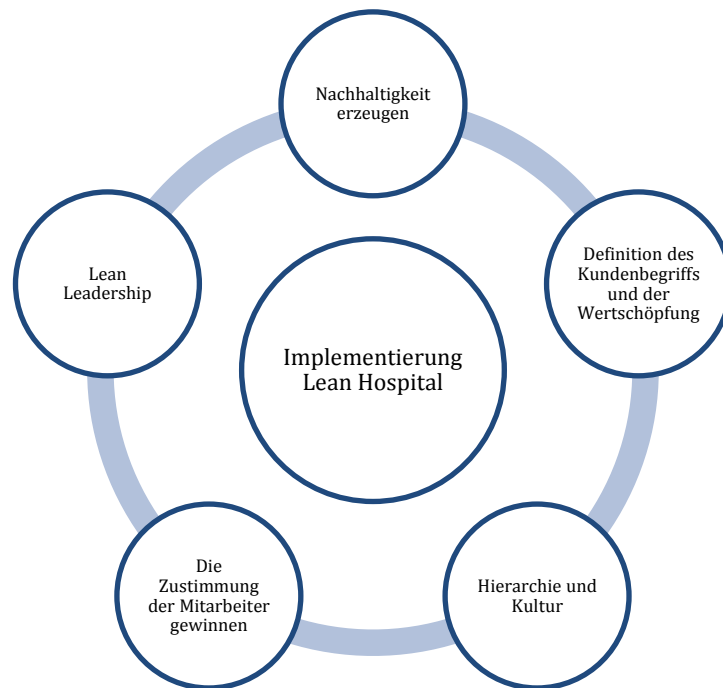 Nachhaltigkeit
erzeugen
Definition des
Kundenbegriffs
und der
Wertschöpfung
Hierarchie und
Kultur
Die
Zustimmung
der Mitarbeiter
gewinnen
Lean
Leadership
Implementierung
Lean Hospital